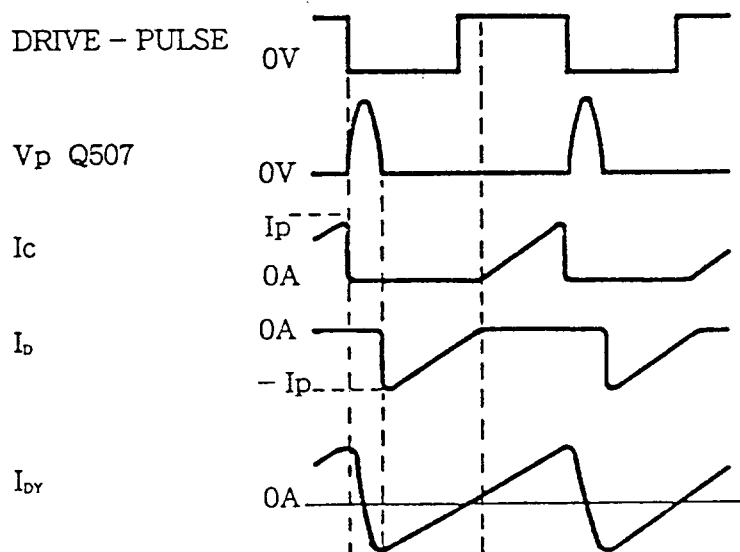 DRIVE - PULSE 0V
Vp Q507 0V
Ip
Ic 0A
ID 0A
- Ip
IDY 0A